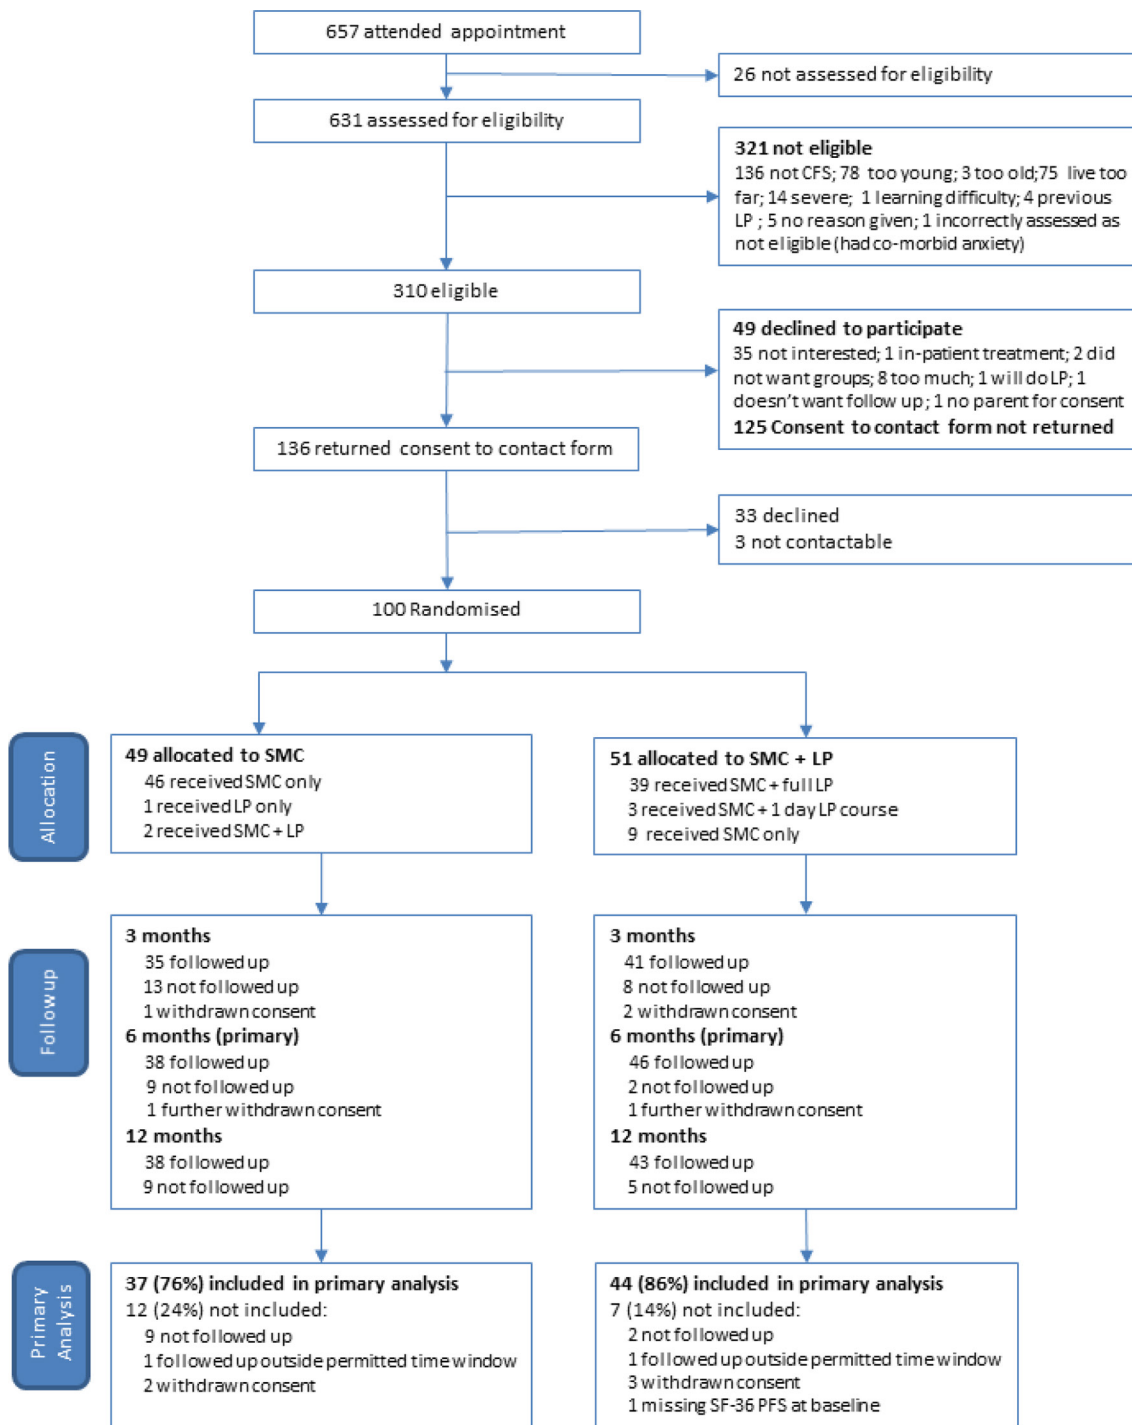 657 attended appointment
26 not assessed for eligibility
631 assessed for eligibility
321 not eligible
136 not CFS; 78 too young; 3 too old;75 live too
far; 14 severe; 1 learning difficulty; 4 previous
LP ; 5 no reason given; 1 incorrectly assessed as
not eligible (had co-morbid anxiety)
310 eligible
49 declined to participate
35 not interested; 1 in-patient treatment; 2 did
not want groups; 8 too much; 1 will do LP; 1
doesn't want follow up; 1 no parent for consent
125 Consent to contact form not returned
136 returned consent to contact form
33 declined
3 not contactable
100 Randomised
Allocation
49 allocated to SMC
46 received SMC only
1 received LP only
2 received SMC + LP
51 allocated to SMC + LP
39 received SMC + full LP
3 received SMC + 1 day LP course
9 received SMC only
Followup
3 months
35 followed up
13 not followed up
1 withdrawn consent
6 months (primary)
38 followed up
9 not followed up
1 further withdrawn consent
12 months
38 followed up
9 not followed up
3 months
41 followed up
8 not followed up
2 withdrawn consent
6 months (primary)
46 followed up
2 not followed up
1 further withdrawn consent
12 months
43 followed up
5 not followed up
Primary
Analysis
37 (76%) included in primary analysis
12 (24%) not included:
9 not followed up
1 followed up outside permitted time window
2 withdrawn consent
44 (86%) included in primary analysis
7 (14%) not included:
2 not followed up
1 followed up outside permitted time window
3 withdrawn consent
1 missing SF-36 PFS at baseline